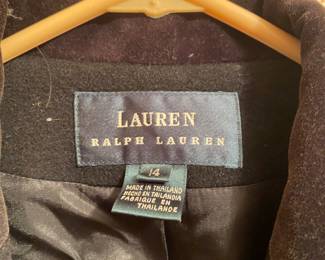 LAUREN
RALPH LAUREN
14
MADE IN THAILAND
HECHO EN TAILANDIA
FABRIQUE EN
THAILANDE